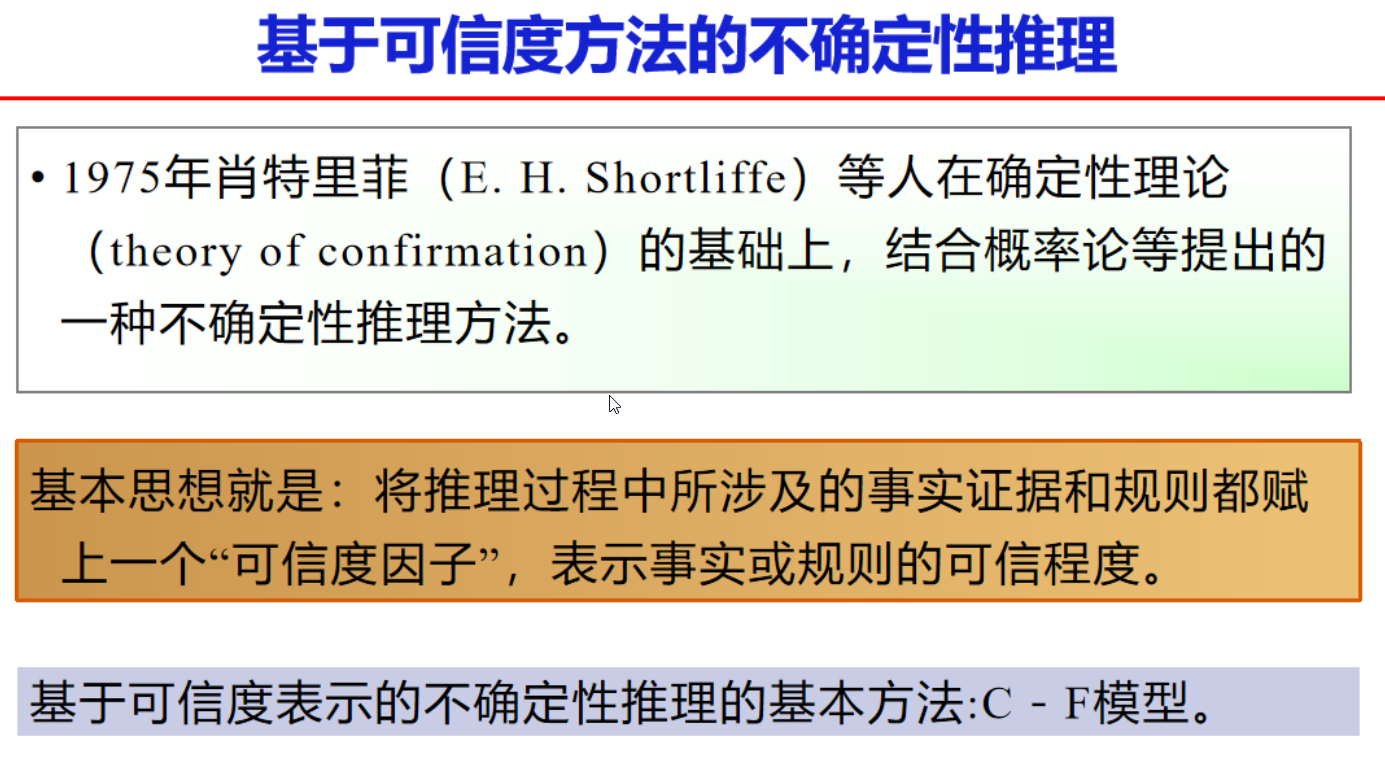 基于可信度方法的不确定性推理
• 1975年肖特里菲（E. H. Shortliffe）等人在确定性理论
（theory of confirmation）的基础上，结合概率论等提出的
一种不确定性推理方法。
基本思想就是：将推理过程中所涉及的事实证据和规则都赋
上一个“可信度因子”，表示事实或规则的可信程度。
基于可信度表示的不确定性推理的基本方法:C - F模型。